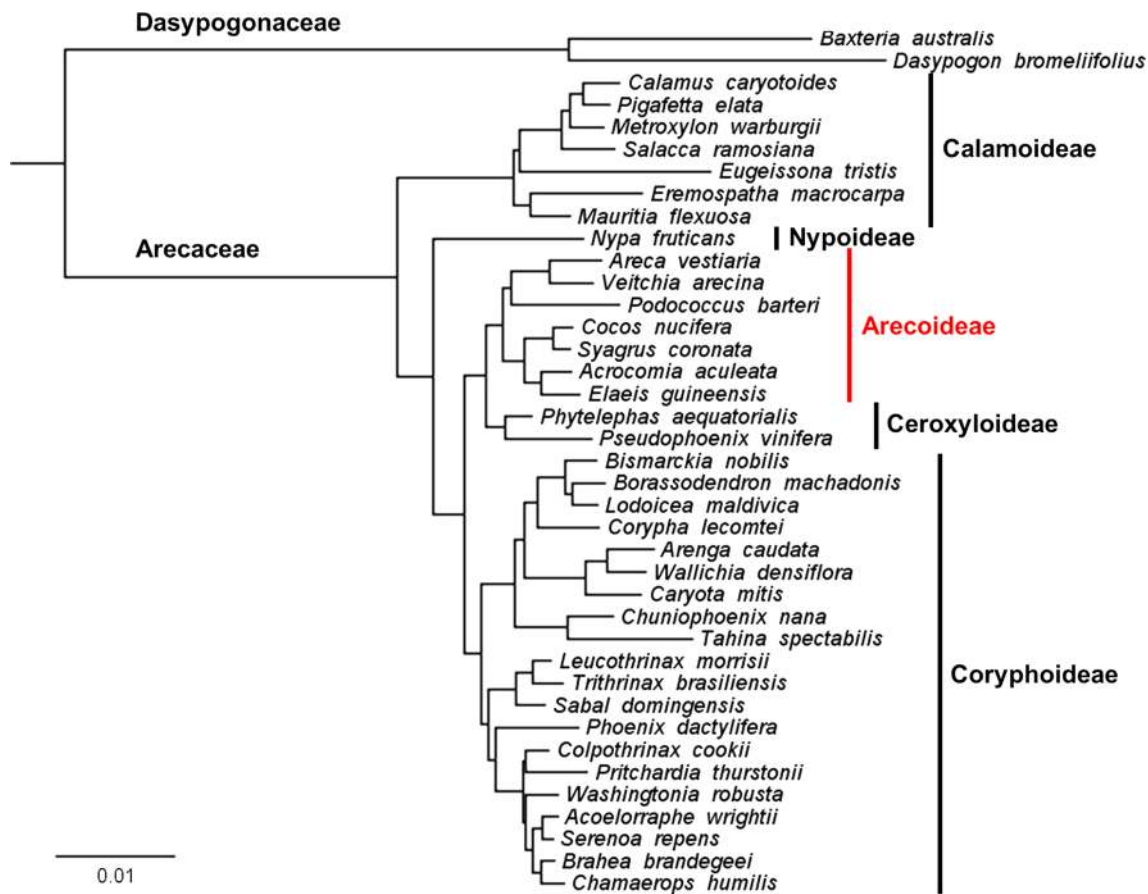 Dasypogonaceae
Baxteria australis
Dasypogon bromeliifolius
Calamus caryotoides
Pigafetta elata
Metroxylon warburgii
Calamoideae
Salacca ramosiana
Eugeissona tristis
Eremospatha macrocarpa
Mauritia flexuosa
Arecaceae
Nypa fruticans
Nypoideae
Areca vestiaria
Veitchia arecina
Podococcus barteri
Cocos nucifera
Arecoideae
Syagrus coronata
Acrocomia aculeata
Elaeis guineensis
Phytelephas aequatorialis
Ceroxyloideae
Pseudophoenix vinifera
Bismarckia nobilis
Borassodendron machadonis
Lodoicea maldivica
Corypha lecomtei
Arenga caudata
Wallichia densiflora
Caryota mitis
Chuniophoenix nana
Tahina spectabilis
Leucothrinax morrisii
Coryphoideae
Trithrinax brasiliensis
Sabal domingensis
Phoenix dactylifera
Colpothrinax cookii
Pritchardia thurstonii
Washingtonia robusta
Acoelorraphe wrightii
Serenoa repens
Brahea brandegeei
Chamaerops humilis
0.01